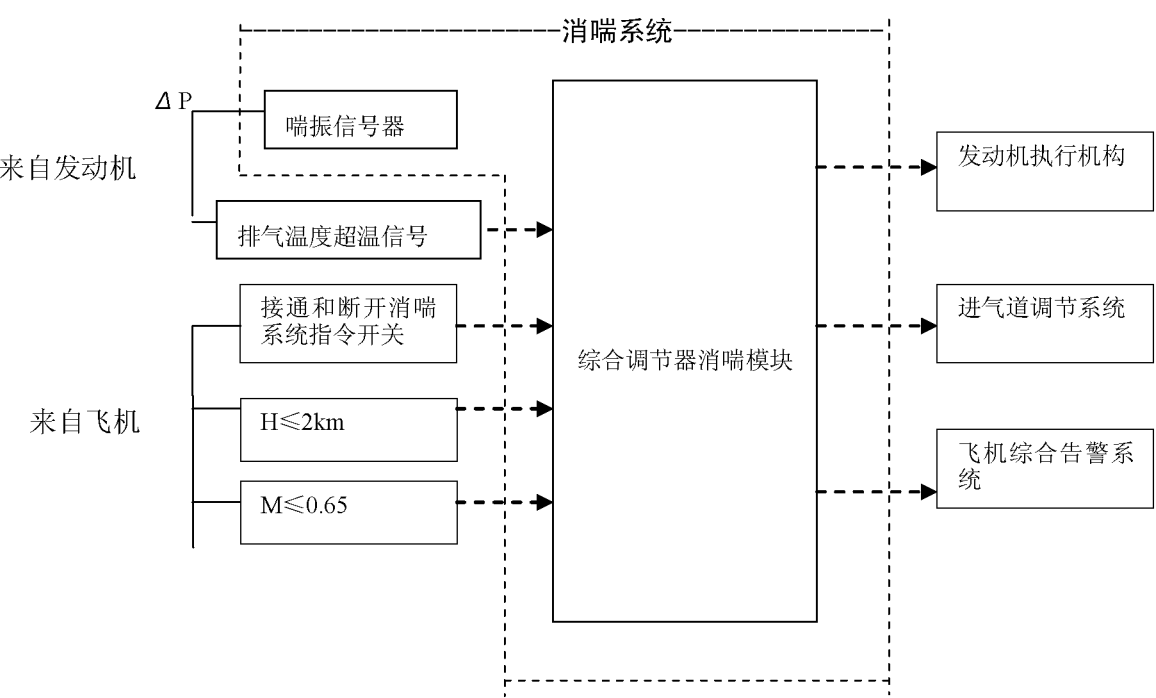 消喘系统
Δ P
喘振信号器
来自发动机
发动机执行机构
排气温度超温信号
接通和断开消喘
系统指令开关
进气道调节系统
综合调节器消喘模块
来自飞机
H≤2km
飞机综合告警系
统
M≤0.65